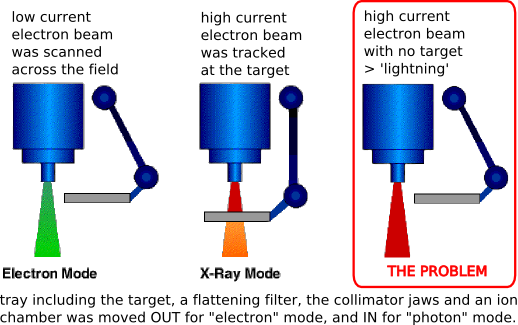 low current
electron beam
was scanned
across the field
high current
electron beam
was tracked
at the target
high current
electron beam
with no target
> 'lightning'
Electron Mode
X-Ray Mode
THE PROBLEM
tray including the target, a flattening filter, the collimator jaws and an ion
chamber was moved OUT for "electron" mode, and IN for "photon" mode.